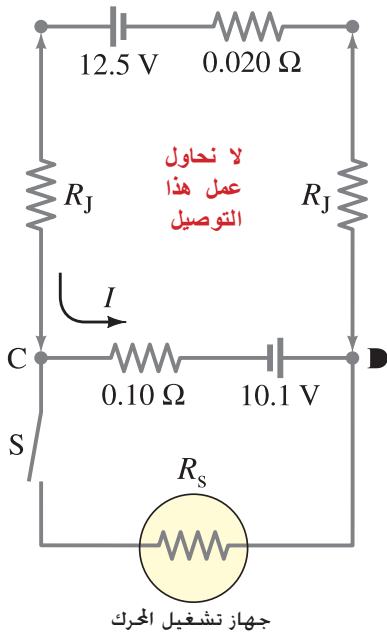 12.5 V 0.020 Ω
لا نحاول
عمل هذا
التوصيل
R_J R_J
I
C D
0.10 Ω 10.1 V
S
R_s
جهاز تشغيل المحرك